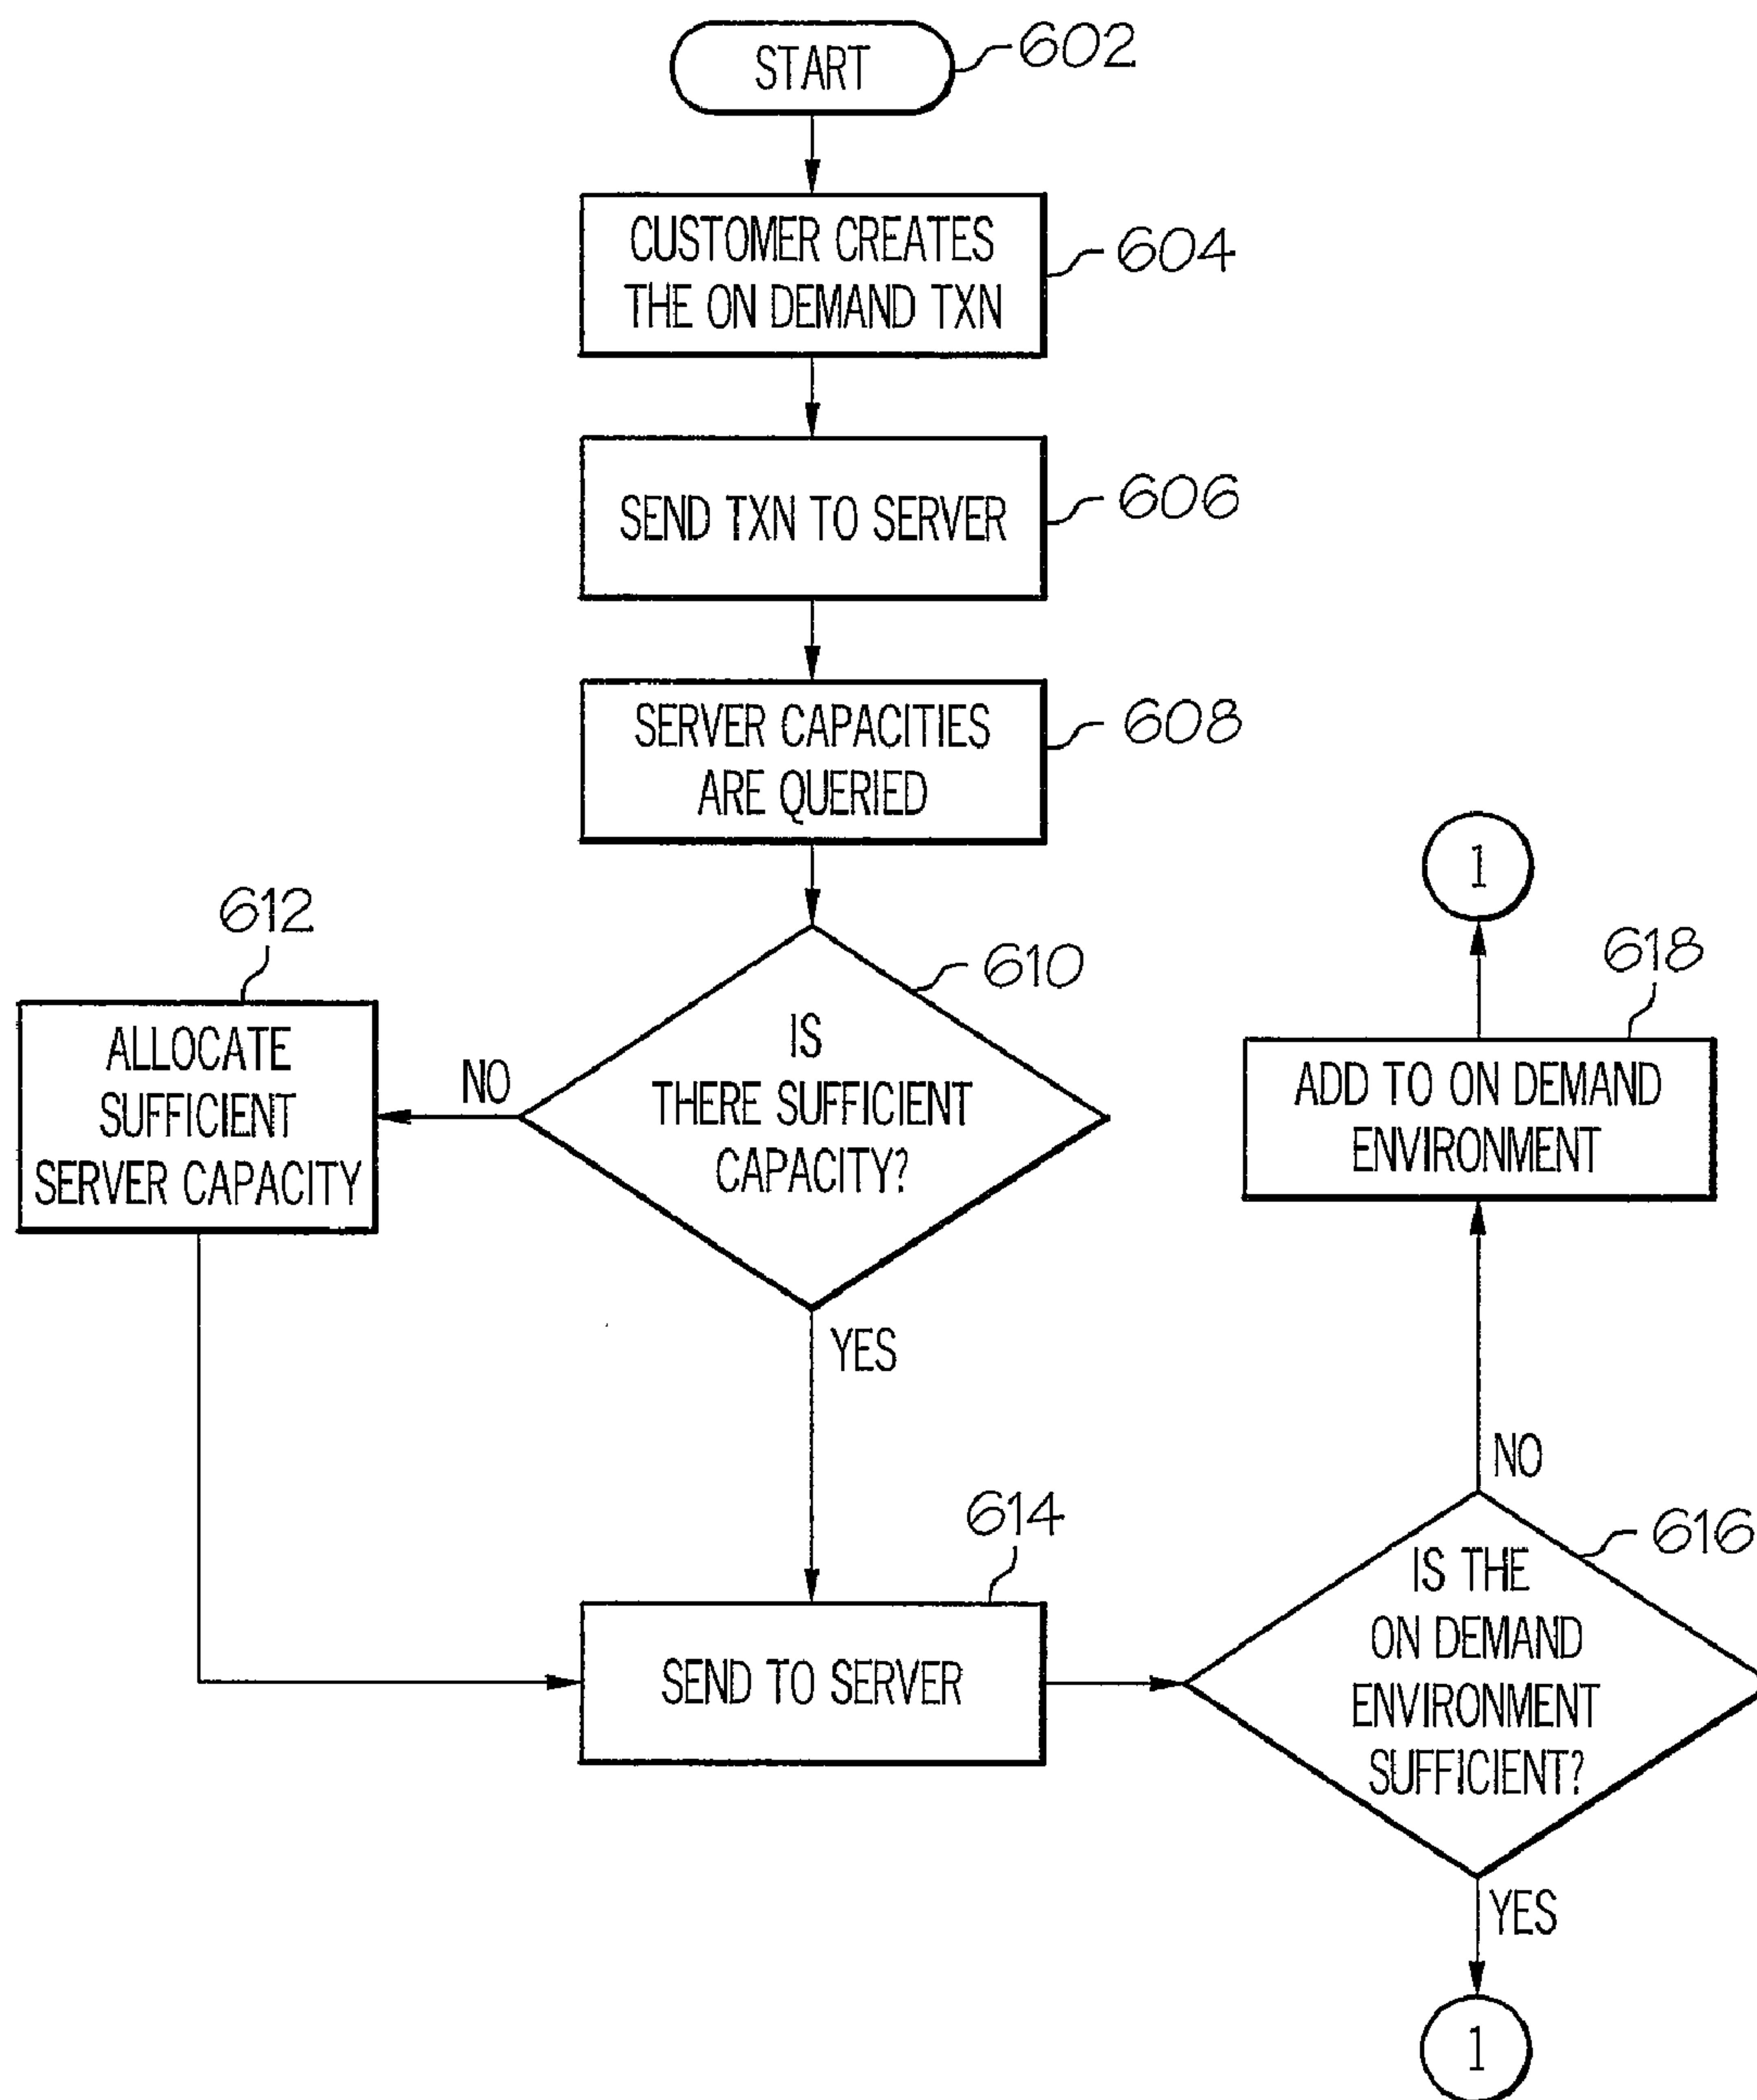 START
602
CUSTOMER CREATES
THE ON DEMAND TXN
604
SEND TXN TO SERVER
606
SERVER CAPACITIES
ARE QUERIED
608
610
IS
THERE SUFFICIENT
CAPACITY?
NO
612
ALLOCATE
SUFFICIENT
SERVER CAPACITY
YES
614
SEND TO SERVER
616
IS THE
ON DEMAND
ENVIRONMENT
SUFFICIENT?
NO
618
ADD TO ON DEMAND
ENVIRONMENT
1
YES
1